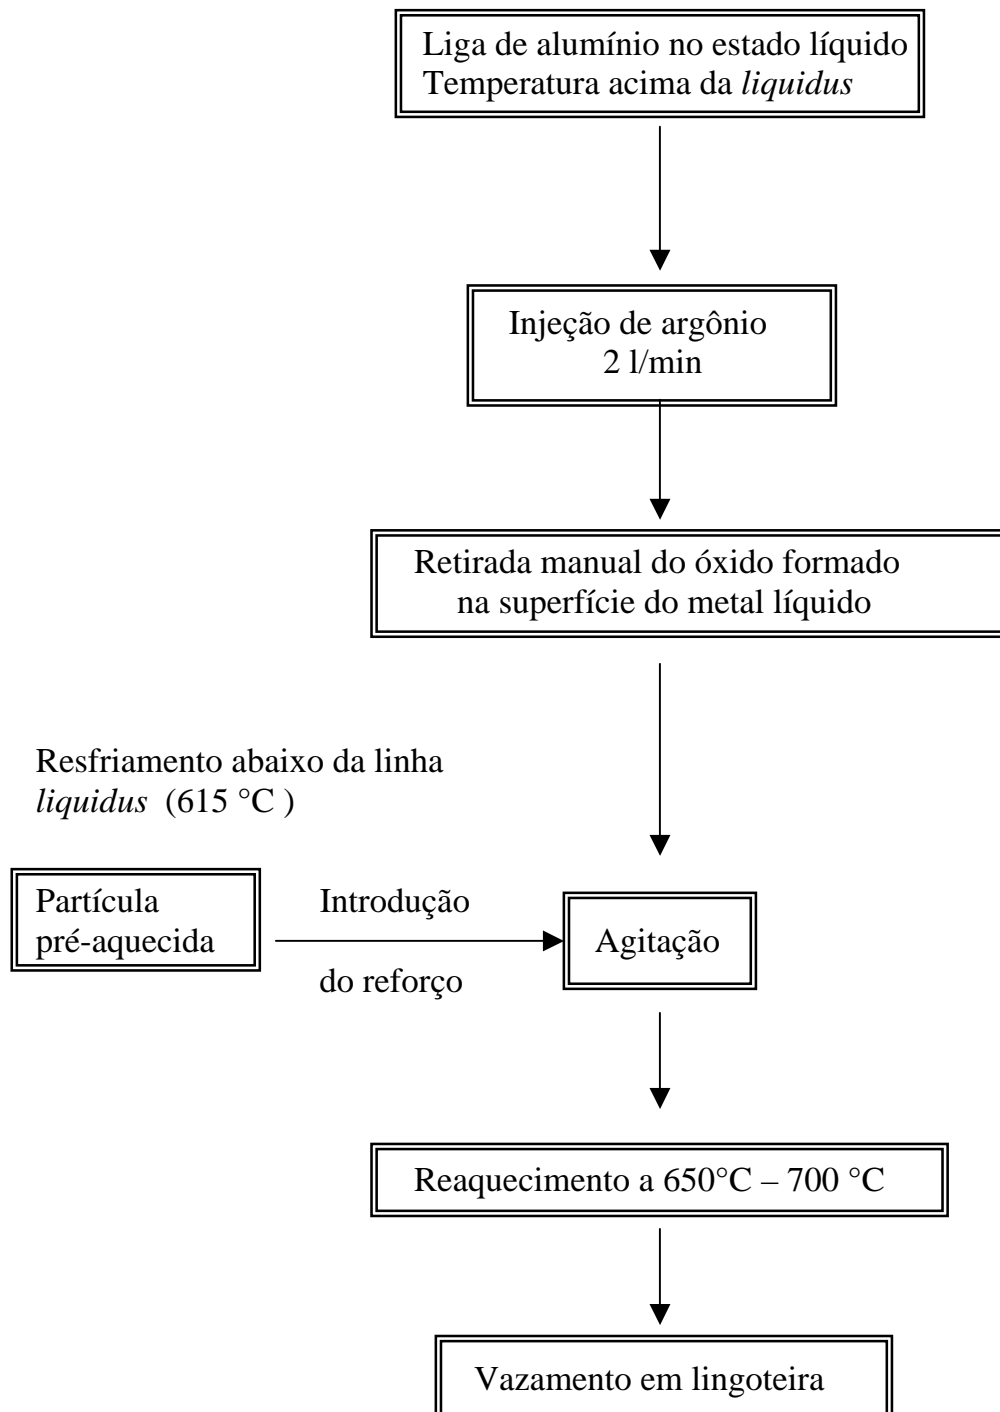 Liga de alumínio no estado líquido
Temperatura acima da liquidus
Injeção de argônio
2 l/min
Retirada manual do óxido formado
na superfície do metal líquido
Resfriamento abaixo da linha
liquidus (615 °C )
Partícula
pré-aquecida
Introdução
do reforço
Agitação
Reaquecimento a 650°C – 700 °C
Vazamento em lingoteira